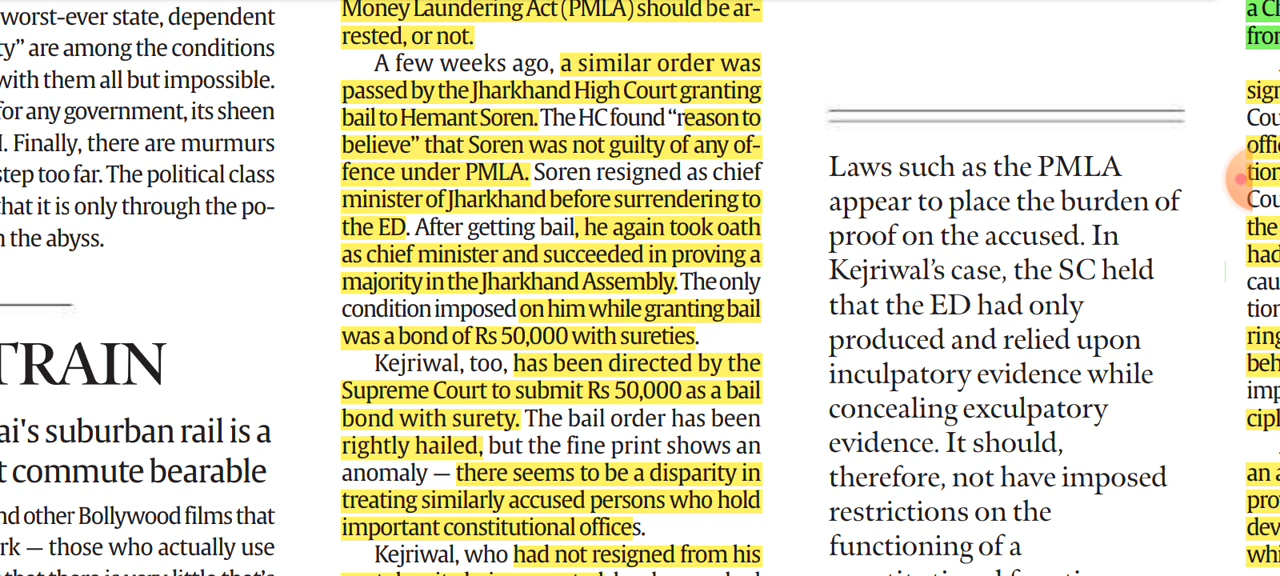 worst-ever state, dependent
ty” are among the conditions
with them all but impossible.
for any government, its sheen
Finally, there are murmurs
step too far. The political class
that it is only through the po-
the abyss.
TRAIN
suburban rail is a
commute bearable
and other Bollywood films that
— those who actually use
Money Laundering Act (PMLA) should be ar-
rested, or not.
A few weeks ago, a similar order was
passed by the Jharkhand High Court granting
bail to Hemant Soren. The HC found “reason to
believe” that Soren was not guilty of any of-
fence under PMLA. Soren resigned as chief
minister of Jharkhand before surrendering to
the ED. After getting bail, he again took oath
as chief minister and succeeded in proving a
majority in the Jharkhand Assembly. The only
condition imposed on him while granting bail
was a bond of Rs 50,000 with sureties.
Kejriwal, too, has been directed by the
Supreme Court to submit Rs 50,000 as a bail
bond with surety. The bail order has been
rightly hailed, but the fine print shows an
anomaly — there seems to be a disparity in
treating similarly accused persons who hold
important constitutional offices.
Kejriwal, who had not resigned from his
Laws such as the PMLA
appear to place the burden of
proof on the accused. In
Kejriwal’s case, the SC held
that the ED had only
produced and relied upon
inculpatory evidence while
concealing exculpatory
evidence. It should,
therefore, not have imposed
restrictions on the
functioning of a
a
the
had